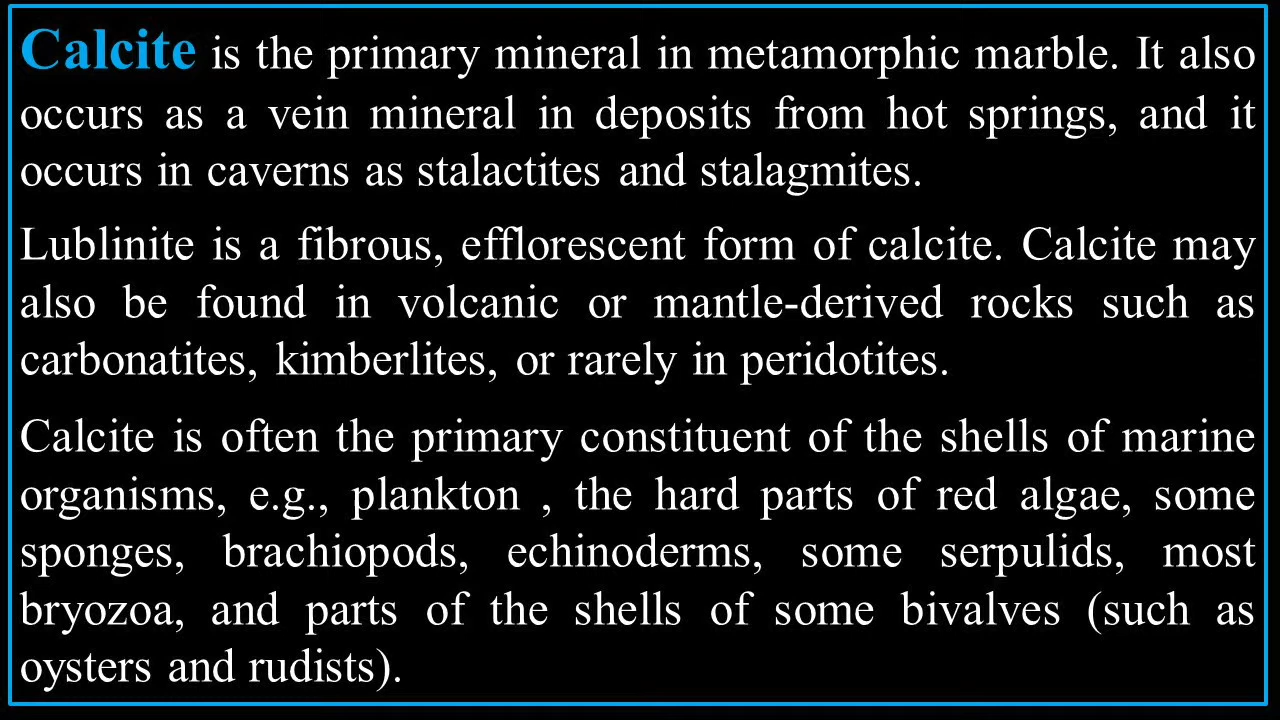 Calcite is the primary mineral in metamorphic marble. It also
occurs as a vein mineral in deposits from hot springs, and it
occurs in caverns as stalactites and stalagmites.
Lublinite is a fibrous, efflorescent form of calcite. Calcite may
also be found in volcanic or mantle-derived rocks such as
carbonatites, kimberlites, or rarely in peridotites.
Calcite is often the primary constituent of the shells of marine
organisms, e.g., plankton , the hard parts of red algae, some
sponges, brachiopods, echinoderms, some serpulids, most
bryozoa, and parts of the shells of some bivalves (such as
oysters and rudists).